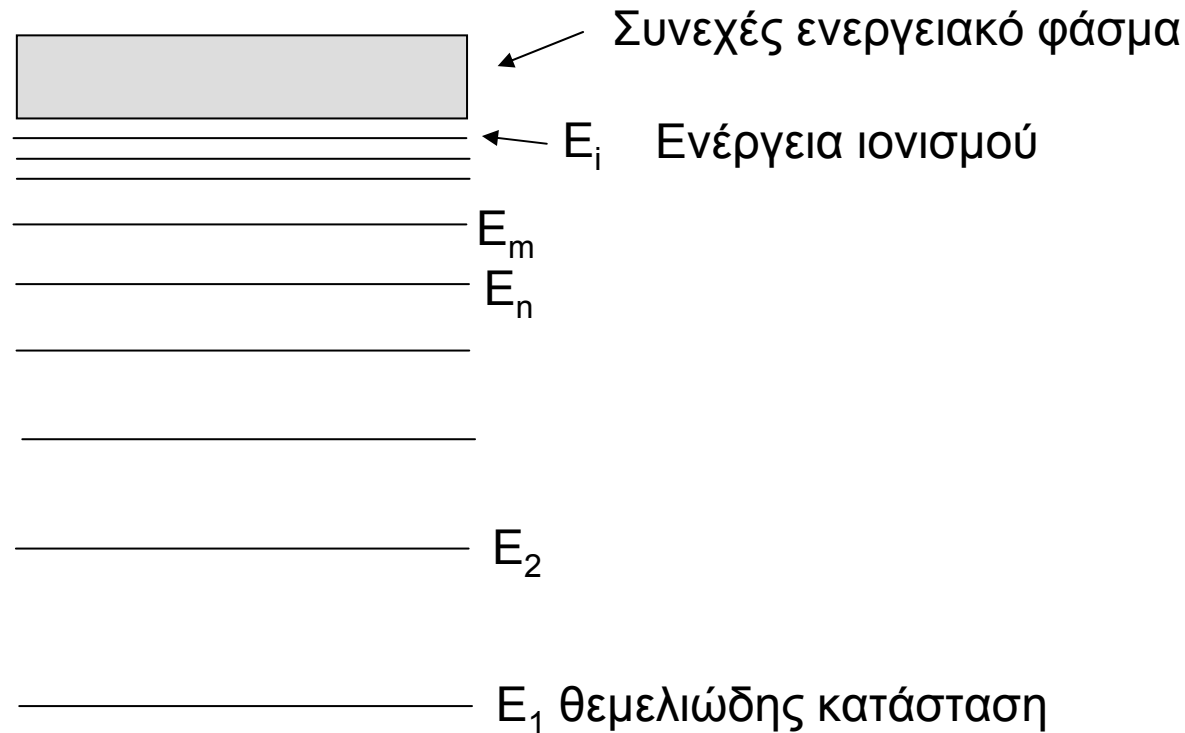 Συνεχές ενεργειακό φάσμα
Eᵢ Ενέργεια ιονισμού
Eₘ
Eₙ
E₂
E₁ θεμελιώδης κατάσταση